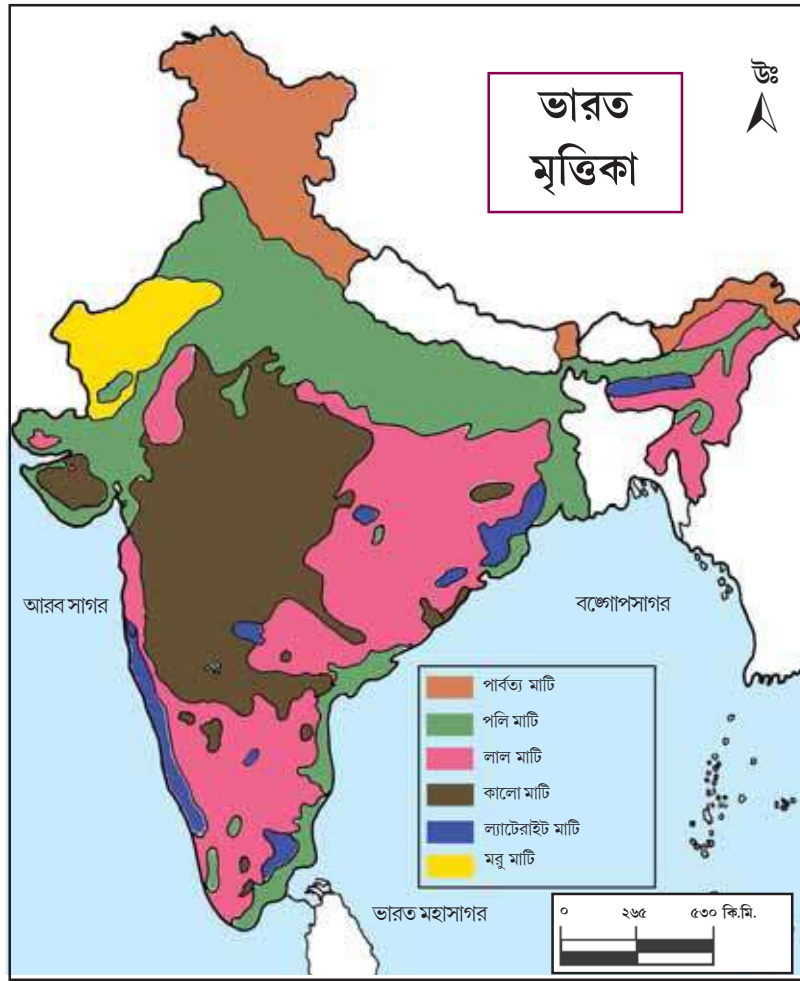 ভারত
মৃত্তিকা
উঃ
আরব সাগর
বঙ্গোপসাগর
পার্বত্য মাটি
পলি মাটি
লাল মাটি
কালো মাটি
ল্যাটেরাইট মাটি
মরু মাটি
ভারত মহাসাগর
০ ২৬৫ ৫৩০ কি.মি.